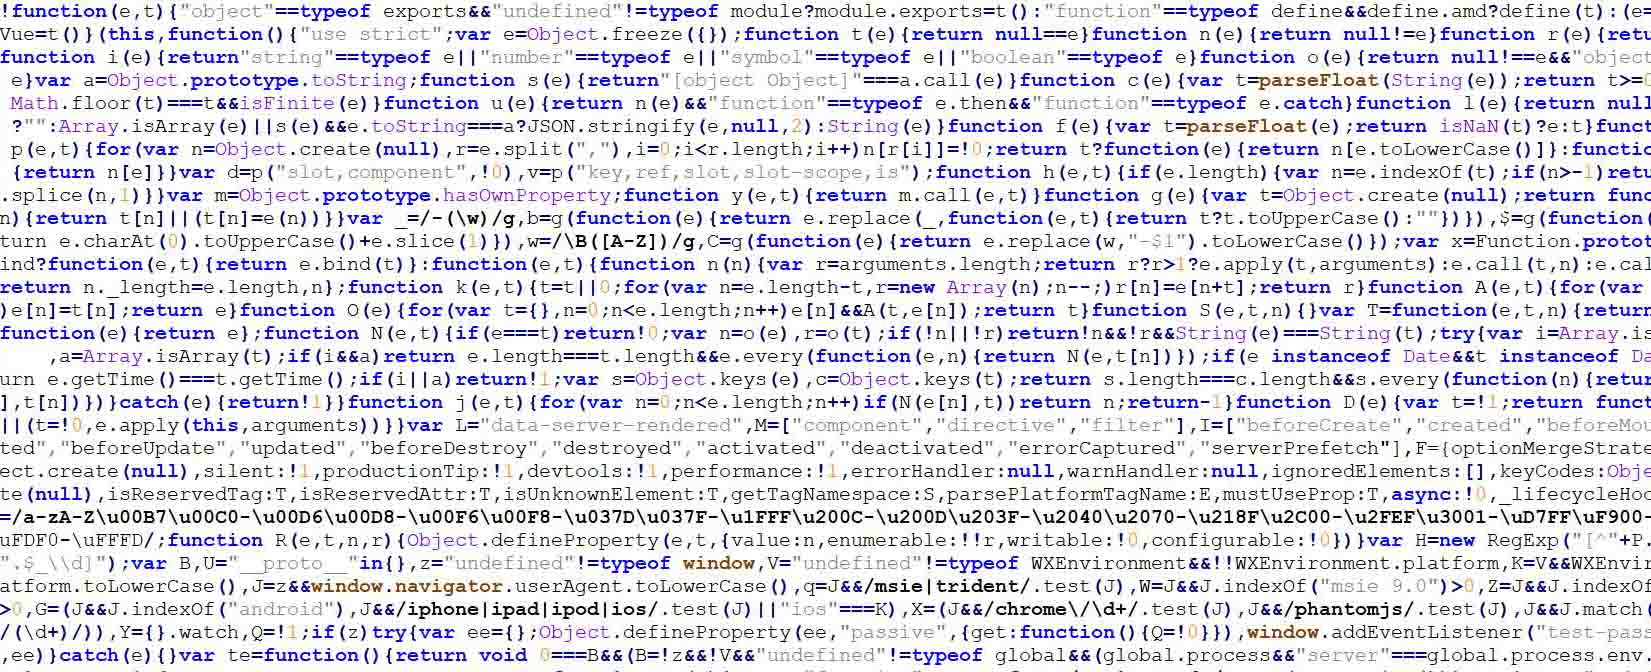 !function(e,t){"object"==typeof exports&&"undefined"!=typeof module?module.exports=t():"function"==typeof define&&define.amd?define(t):(e=
Vue=t()}(this,function(){"use strict";var e=Object.freeze({});function t(e){return null==e}function n(e){return null!=e}function r(e){retur
function i(e){return"string"==typeof e||"number"==typeof e||"symbol"==typeof e||"boolean"==typeof e}function o(e){return null!==e&&"object
e}var a=Object.prototype.toString;function s(e){return"[object Object]"===a.call(e)}function c(e){var t=parseFloat(String(e));return t>=0
Math.floor(t)===t&&isFinite(e)}function u(e){return n(e)&&"function"==typeof e.then&&"function"==typeof e.catch}function l(e){return null
?"":Array.isArray(e)||s(e)&&e.toString===a?JSON.stringify(e,null,2):String(e)}function f(e){var t=parseFloat(e);return isNaN(t)?e:t}funct
p(e,t){for(var n=Object.create(null),r=e.split(","),i=0;i<r.length;i++)n[r[i]]=!0;return t?function(e){return n[e.toLowerCase()]}:functio
{return n[e]}}var d=p("slot,component",!0),v=p("key,ref,slot,slot-scope,is");function h(e,t){if(e.length){var n=e.indexOf(t);if(n>-1)retu
.splice(n,1)}}var m=Object.prototype.hasOwnProperty;function y(e,t){return m.call(e,t)}function g(e){var t=Object.create(null);return func
n){return t[n]||(t[n]=e(n))}}var _=/-(\w)/g,b=g(function(e){return e.replace(_,function(e,t){return t?t.toUpperCase():""})}),$=g(function(
turn e.charAt(0).toUpperCase()+e.slice(1)}),w=/\B([A-Z])/g,C=g(function(e){return e.replace(w,"-$1").toLowerCase()});var x=Function.protot
ind?function(e,t){return e.bind(t)}:function(e,t){function n(n){var r=arguments.length;return r?r>1?e.apply(t,arguments):e.call(t,n):e.cal
return n._length=e.length,n};function k(e,t){t=t||0;for(var n=e.length-t,r=new Array(n);n--;)r[n]=e[n+t];return r}function A(e,t){for(var
)e[n]=t[n];return e}function O(e){for(var t={},n=0;n<e.length;n++)e[n]&&A(t,e[n]);return t}function S(e,t,n){}var T=function(e,t,n){return
function(e){return e};function N(e,t){if(e===t)return!0;var n=o(e),r=o(t);if(!n||!r)return!n&&!r&&String(e)===String(t);try{var i=Array.is
,a=Array.isArray(t);if(i&&a)return e.length===t.length&&e.every(function(e,n){return N(e,t[n])});if(e instanceof Date&&t instanceof Da
urn e.getTime()===t.getTime();if(i||a)return!1;var s=Object.keys(e),c=Object.keys(t);return s.length===c.length&&s.every(function(n){retur
],t[n])})}catch(e){return!1}}function j(e,t){for(var n=0;n<e.length;n++)if(N(e[n],t))return n;return-1}function D(e){var t=!1;return funct
||(t=!0,e.apply(this,arguments))}}var L="data-server-rendered",M=["component","directive","filter"],I=["beforeCreate","created","beforeMou
ted","beforeUpdate","updated","beforeDestroy","destroyed","activated","deactivated","errorCaptured","serverPrefetch"],F={optionMergeStrate
ect.create(null),silent:!1,productionTip:!1,devtools:!1,performance:!1,errorHandler:null,warnHandler:null,ignoredElements:[],keyCodes:Obje
te(null),isReservedTag:T,isReservedAttr:T,isUnknownElement:T,getTagNamespace:S,parsePlatformTagName:E,mustUseProp:T,async:!0,_lifecycleHoo
=/a-zA-Z\u00B7\u00C0-\u00D6\u00D8-\u00F6\u00F8-\u037D\u037F-\u1FFF\u200C-\u200D\u203F-\u2040\u2070-\u218F\u2C00-\u2FEF\u3001-\uD7FF\uF900-
uFDF0-\uFFFD/;function R(e,t,n,r){Object.defineProperty(e,t,{value:n,enumerable:!!r,writable:!0,configurable:!0})}var H=new RegExp("[^"+P.
".$_\\d]");var B,U="__proto__"in{},z="undefined"!=typeof window,V="undefined"!=typeof WXEnvironment&&!!WXEnvironment.platform,K=V&&WXEnvir
atform.toLowerCase(),J=z&&window.navigator.userAgent.toLowerCase(),q=J&&/msie|trident/.test(J),W=J&&J.indexOf("msie 9.0")>0,Z=J&&J.indexO
>0,G=(J&&J.indexOf("android"),J&&/iphone|ipad|ipod|ios/.test(J)||"ios"===K),X=(J&&/chrome\/\d+/.test(J),J&&/phantomjs/.test(J),J&&J.match(
/(\d+)/)),Y={}.watch,Q=!1;if(z)try{var ee={};Object.defineProperty(ee,"passive",{get:function(){Q=!0}}),window.addEventListener("test-pas
,ee)}catch(e){}var te=function(){return void 0===B&&(B=!z&&!V&&"undefined"!=typeof global&&(global.process&&"server"===global.process.env